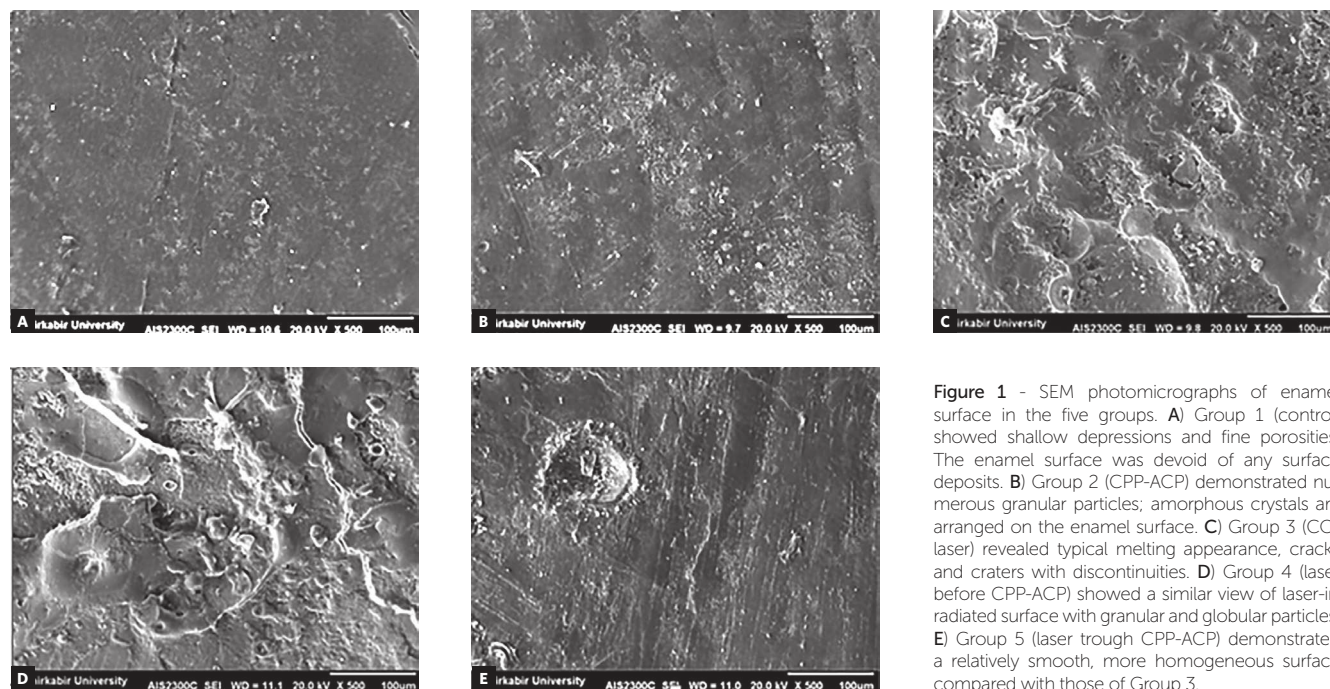 A irkabir University AIS2300C SEI WD = 10.6 20.0 kV X 500 100um
B irkabir University AIS2300C SEI WD = 9.7 20.0 kV X 500 100um
C irkabir University AIS2300C SEI WD = 9.8 20.0 kV X 500 100um
D irkabir University AIS2300C SEI WD = 11.1 20.0 kV X 500 100um
E irkabir University AIS2300C SEI WD = 11.0 20.0 kV X 500 100um
Figure 1 - SEM photomicrographs of ename
surface in the five groups. A) Group 1 (contro
showed shallow depressions and fine porositie
The enamel surface was devoid of any surfac
deposits. B) Group 2 (CPP-ACP) demonstrated nu
merous granular particles; amorphous crystals ar
arranged on the enamel surface. C) Group 3 (CO
laser) revealed typical melting appearance, crack
and craters with discontinuities. D) Group 4 (lase
before CPP-ACP) showed a similar view of laser-ir
radiated surface with granular and globular particle
E) Group 5 (laser trough CPP-ACP) demonstrate
a relatively smooth, more homogeneous surfac
compared with those of Group 3.